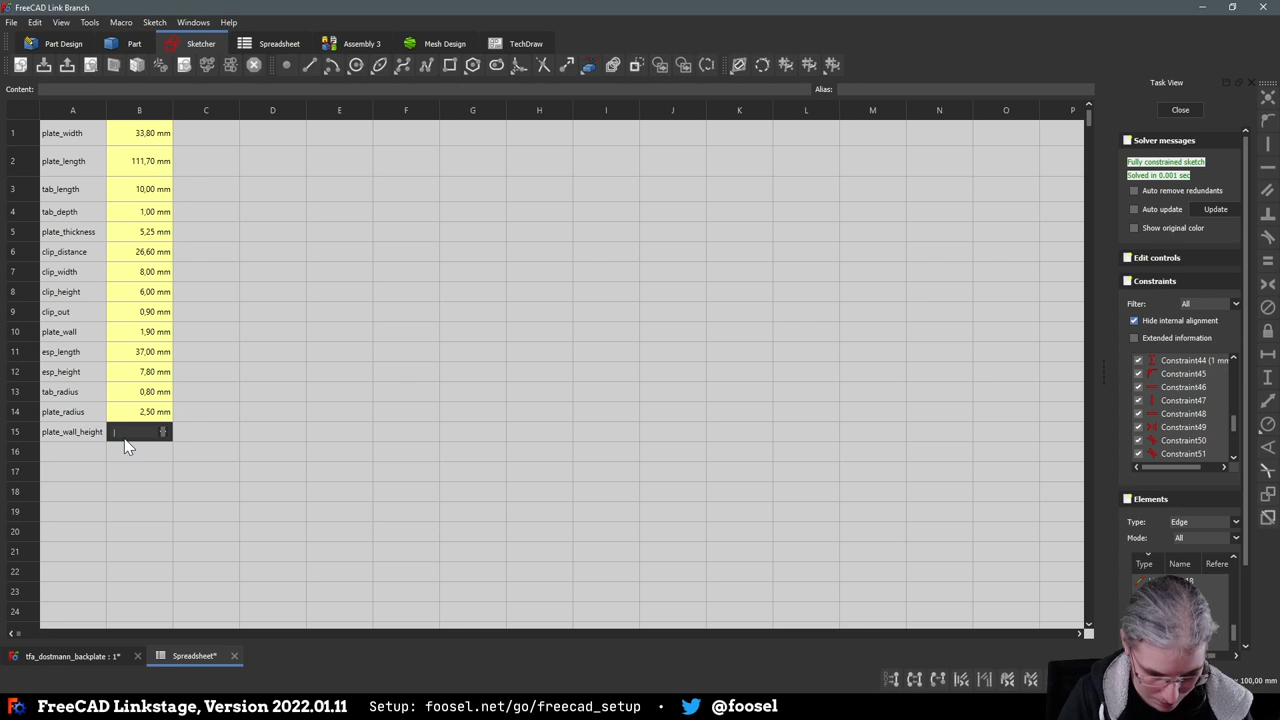 FreeCAD Link Branch
File Edit View Tools Macro Sketch Windows Help
Part Design Part Sketcher Spreadsheet Assembly 3 Mesh Design TechDraw
Content: Alias:
Task View
A B C D E F G H I J K L M N O P
Close
1 plate_width 33,80 mm
2 plate_length 111,70 mm
3 tab_length 10,00 mm
4 tab_depth 1,00 mm
5 plate_thickness 5,25 mm
6 clip_distance 26,60 mm
7 clip_width 8,00 mm
8 clip_height 6,00 mm
9 clip_out 0,90 mm
10 plate_wall 1,90 mm
11 esp_length 37,00 mm
12 esp_height 7,80 mm
13 tab_radius 0,80 mm
14 plate_radius 2,50 mm
15 plate_wall_height
16
17
18
19
20
21
22
23
24
Solver messages
Fully constrained sketch
Solved in 0.001 sec
Auto remove redundants
Auto update Update
Show original color
Edit controls
Constraints
Filter: All
Hide internal alignment
Extended information
Constraint44 (1 mm
Constraint45
Constraint46
Constraint47
Constraint48
Constraint49
Constraint50
Constraint51
Elements
Type: Edge
Mode: All
Type Name Refere
tfa_dostmann_backplate : 1*
Spreadsheet*
x 100,00 mm
FreeCAD Linkstage, Version 2022.01.11 Setup: foosel.net/go/freecad_setup @foosel